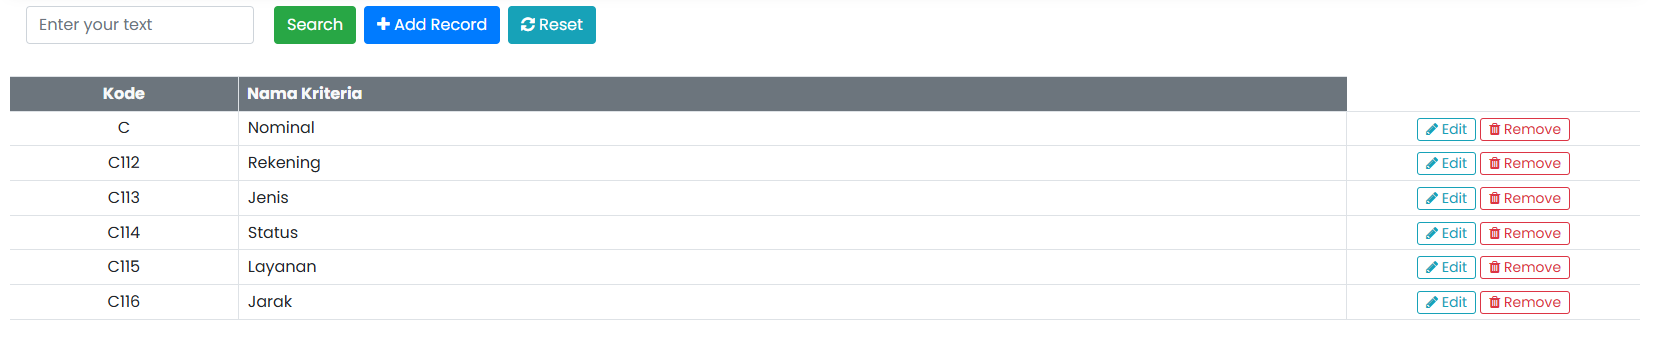 Enter your text Search Add Record Reset
Kode Nama Kriteria
C Nominal Edit Remove
C112 Rekening Edit Remove
C113 Jenis Edit Remove
C114 Status Edit Remove
C115 Layanan Edit Remove
C116 Jarak Edit Remove